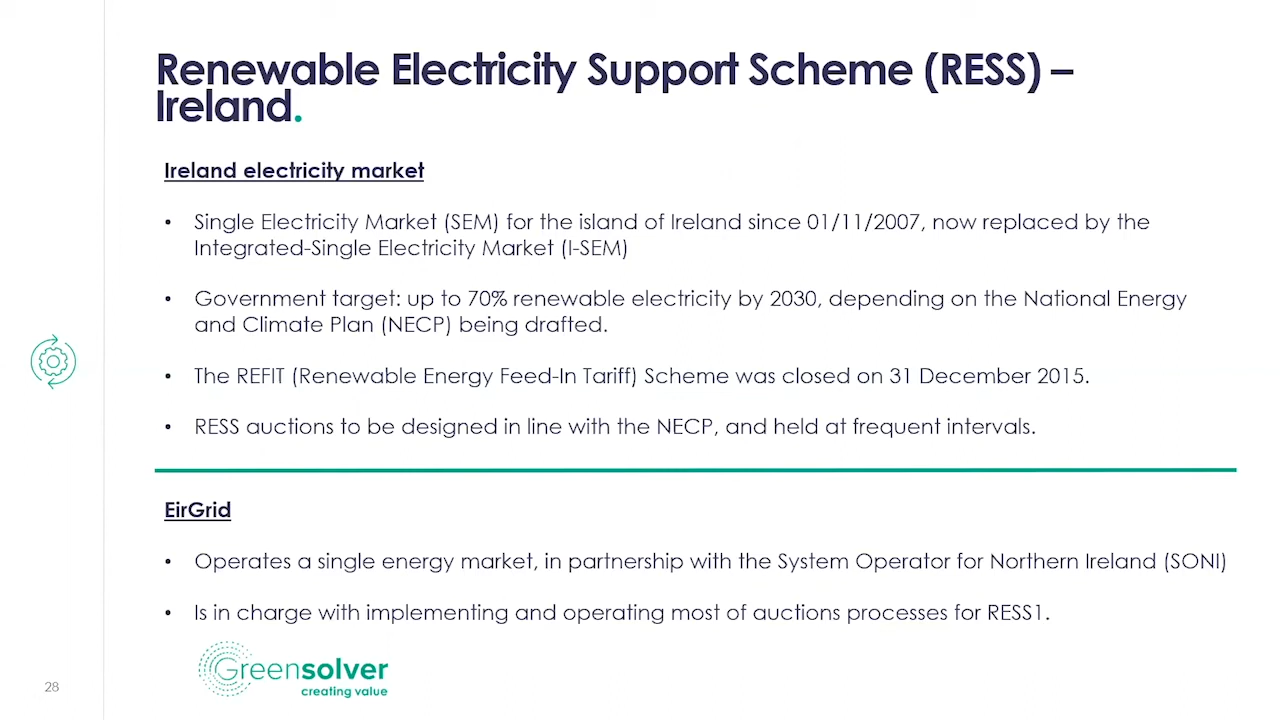 Renewable Electricity Support Scheme (RESS) –
Ireland.
Ireland electricity market
• Single Electricity Market (SEM) for the island of Ireland since 01/11/2007, now replaced by the
Integrated-Single Electricity Market (I-SEM)
• Government target: up to 70% renewable electricity by 2030, depending on the National Energy
and Climate Plan (NECP) being drafted.
• The REFIT (Renewable Energy Feed-In Tariff) Scheme was closed on 31 December 2015.
• RESS auctions to be designed in line with the NECP, and held at frequent intervals.
EirGrid
• Operates a single energy market, in partnership with the System Operator for Northern Ireland (SONI)
• Is in charge with implementing and operating most of auctions processes for RESS1.
Greensolver
creating value
28